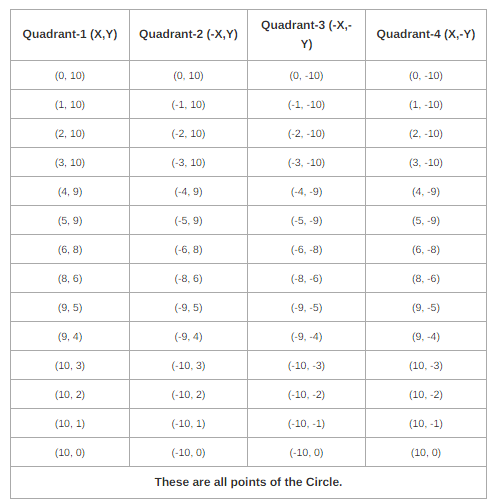 Quadrant-1 (X,Y) Quadrant-2 (-X,Y) Quadrant-3 (-X,- Quadrant-4 (X,-Y)
Y)
(0, 10) (0, 10) (0, -10) (0, -10)
(1, 10) (-1, 10) (-1, -10) (1, -10)
(2, 10) (-2, 10) (-2, -10) (2, -10)
(3, 10) (-3, 10) (-3, -10) (3, -10)
(4, 9) (-4, 9) (-4, -9) (4, -9)
(5, 9) (-5, 9) (-5, -9) (5, -9)
(6, 8) (-6, 8) (-6, -8) (6, -8)
(8, 6) (-8, 6) (-8, -6) (8, -6)
(9, 5) (-9, 5) (-9, -5) (9, -5)
(9, 4) (-9, 4) (-9, -4) (9, -4)
(10, 3) (-10, 3) (-10, -3) (10, -3)
(10, 2) (-10, 2) (-10, -2) (10, -2)
(10, 1) (-10, 1) (-10, -1) (10, -1)
(10, 0) (-10, 0) (-10, 0) (10, 0)
These are all points of the Circle.